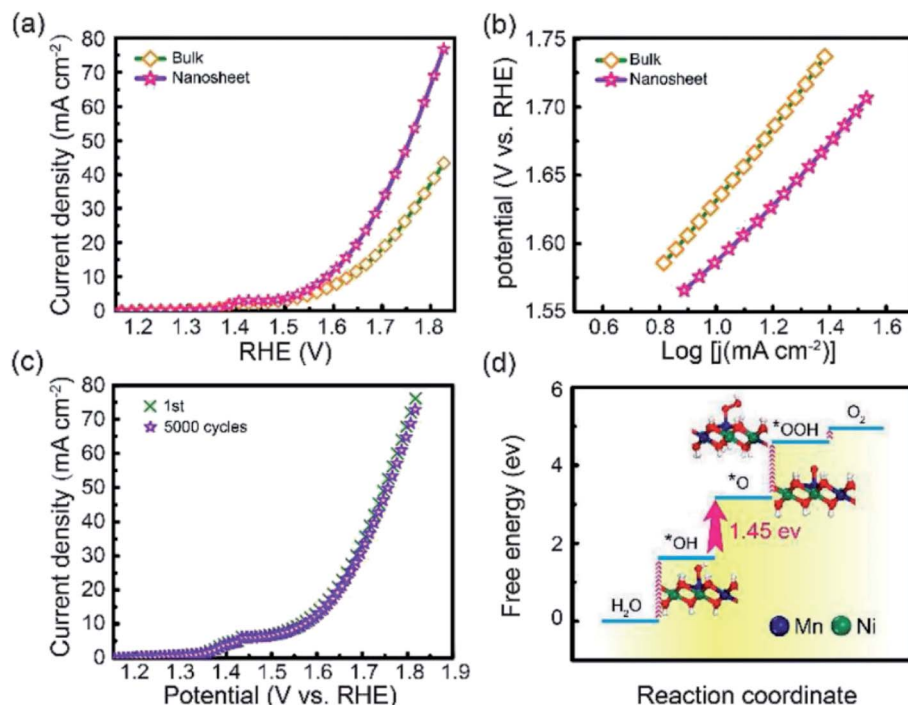 (a)
80
70
60
50
40
30
20
10
0
Current density (mA cm⁻²)
Bulk
Nanosheet
1.2 1.3 1.4 1.5 1.6 1.7 1.8
RHE (V)
(b)
1.75
1.70
1.65
1.60
1.55
potential (V vs. RHE)
Bulk
Nanosheet
0.6 0.8 1.0 1.2 1.4 1.6
Log [j(mA cm⁻²)]
(c)
80
70
60
50
40
30
20
10
0
Current density (mA cm⁻²)
1st
5000 cycles
1.2 1.3 1.4 1.5 1.6 1.7 1.8 1.9
Potential (V vs. RHE)
(d)
6
4
2
0
Free energy (ev)
*OOH
O₂
*O
1.45 ev
*OH
H₂O
Mn Ni
Reaction coordinate